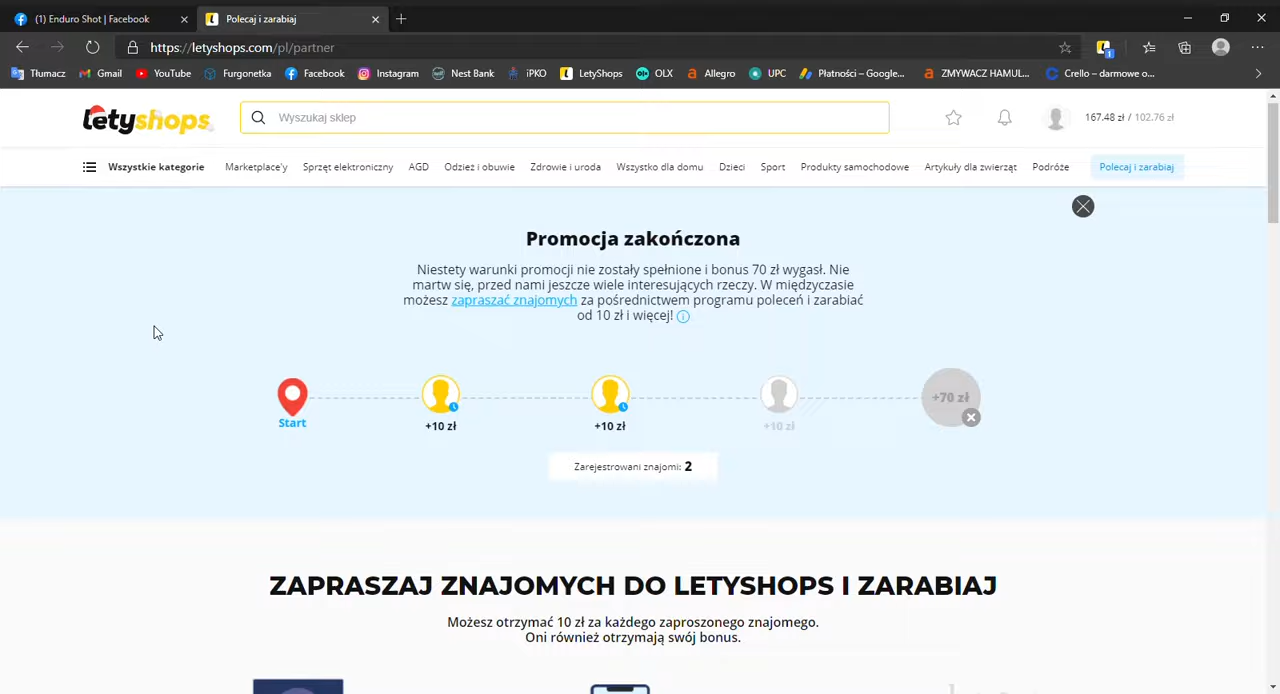 (1) Enduro Shot | Facebook
Polecaj i zarabiaj
https://letyshops.com/pl/partner
1
Tłumacz
Gmail
YouTube
Furgonetka
Facebook
Instagram
Nest Bank
iPKO
LetyShops
OLX
Allegro
UPC
Płatności – Google...
ZMYWACZ HAMUL...
Crello – darmowe o...
letyshops
Wyszukaj sklep
167.48 zł / 102.76 zł
Wszystkie kategorie
Marketplace'y
Sprzęt elektroniczny
AGD
Odzież i obuwie
Zdrowie i uroda
Wszystko dla domu
Dzieci
Sport
Produkty samochodowe
Artykuły dla zwierząt
Podróże
Polecaj i zarabiaj
Promocja zakończona
Niestety warunki promocji nie zostały spełnione i bonus 70 zł wygasł. Nie
martw się, przed nami jeszcze wiele interesujących rzeczy. W międzyczasie
możesz zapraszać znajomych za pośrednictwem programu poleceń i zarabiać
od 10 zł i więcej!
Start
+10 zł
+10 zł
+10 zł
+70 zł
Zarejestrowani znajomi: 2
ZAPRASZAJ ZNAJOMYCH DO LETYSHOPS I ZARABIAJ
Możesz otrzymać 10 zł za każdego zaproszonego znajomego.
Oni również otrzymają swój bonus.